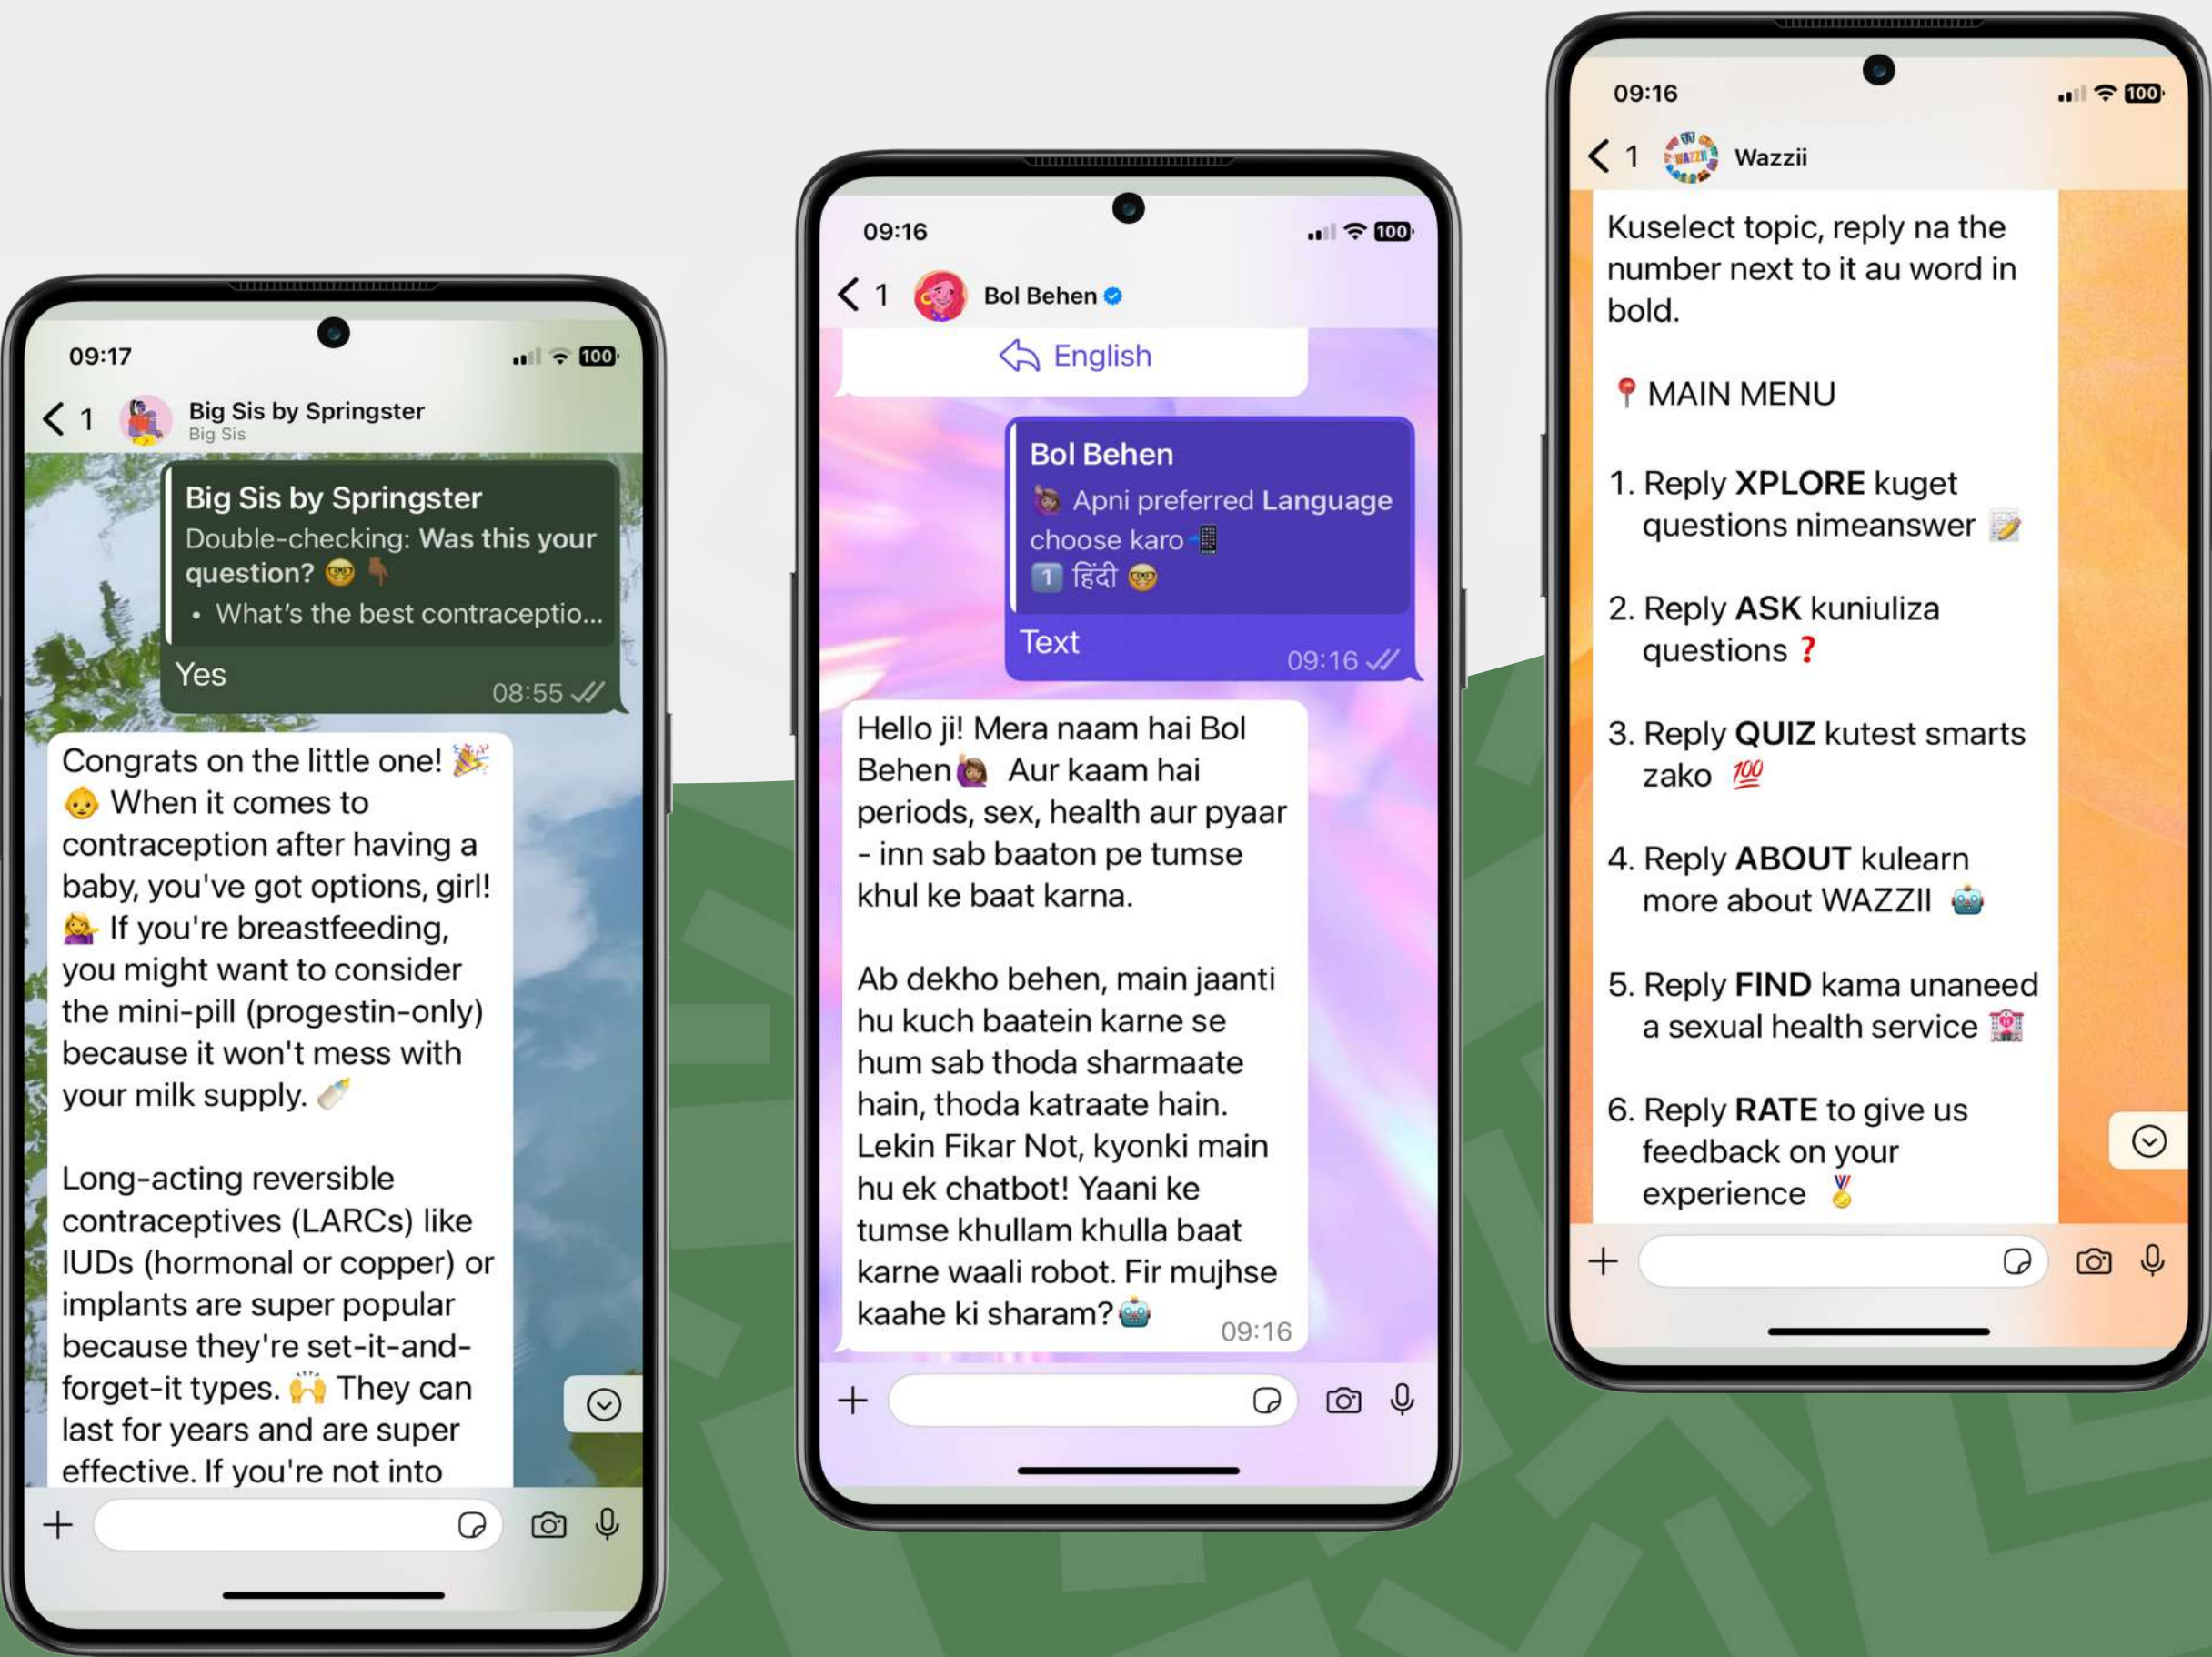 09:17
100
1
Big Sis by Springster
Big Sis
Big Sis by Springster
Double-checking: Was this your
question? 🤓 👇🏾
• What's the best contraceptio...
Yes
08:55
Congrats on the little one! 🎉
👶 When it comes to
contraception after having a
baby, you've got options, girl!
💁‍♀️ If you're breastfeeding,
you might want to consider
the mini-pill (progestin-only)
because it won't mess with
your milk supply. 🍼
Long-acting reversible
contraceptives (LARCs) like
IUDs (hormonal or copper) or
implants are super popular
because they're set-it-and-
forget-it types. 🙌 They can
last for years and are super
effective. If you're not into
09:16
100
1
Bol Behen
English
Bol Behen
🙋🏽‍♀️ Apni preferred Language
choose karo 📲
1️⃣ हिंदी 🤓
Text
09:16
Hello ji! Mera naam hai Bol
Behen🙋🏽‍♀️ Aur kaam hai
periods, sex, health aur pyaar
- inn sab baaton pe tumse
khul ke baat karna.
Ab dekho behen, main jaanti
hu kuch baatein karne se
hum sab thoda sharmaate
hain, thoda katraate hain.
Lekin Fikar Not, kyonki main
hu ek chatbot! Yaani ke
tumse khullam khulla baat
karne waali robot. Fir mujhse
kaahe ki sharam?🤖
09:16
09:16
100
1
WAZZII
Wazzii
Kuselect topic, reply na the
number next to it au word in
bold.
📍 MAIN MENU
1. Reply XPLORE kuget
questions nimeanswer 📝
2. Reply ASK kuniuliza
questions ❓
3. Reply QUIZ kutest smarts
zako 💯
4. Reply ABOUT kulearn
more about WAZZII 🤖
5. Reply FIND kama unaneed
a sexual health service 🏩
6. Reply RATE to give us
feedback on your
experience 🏅